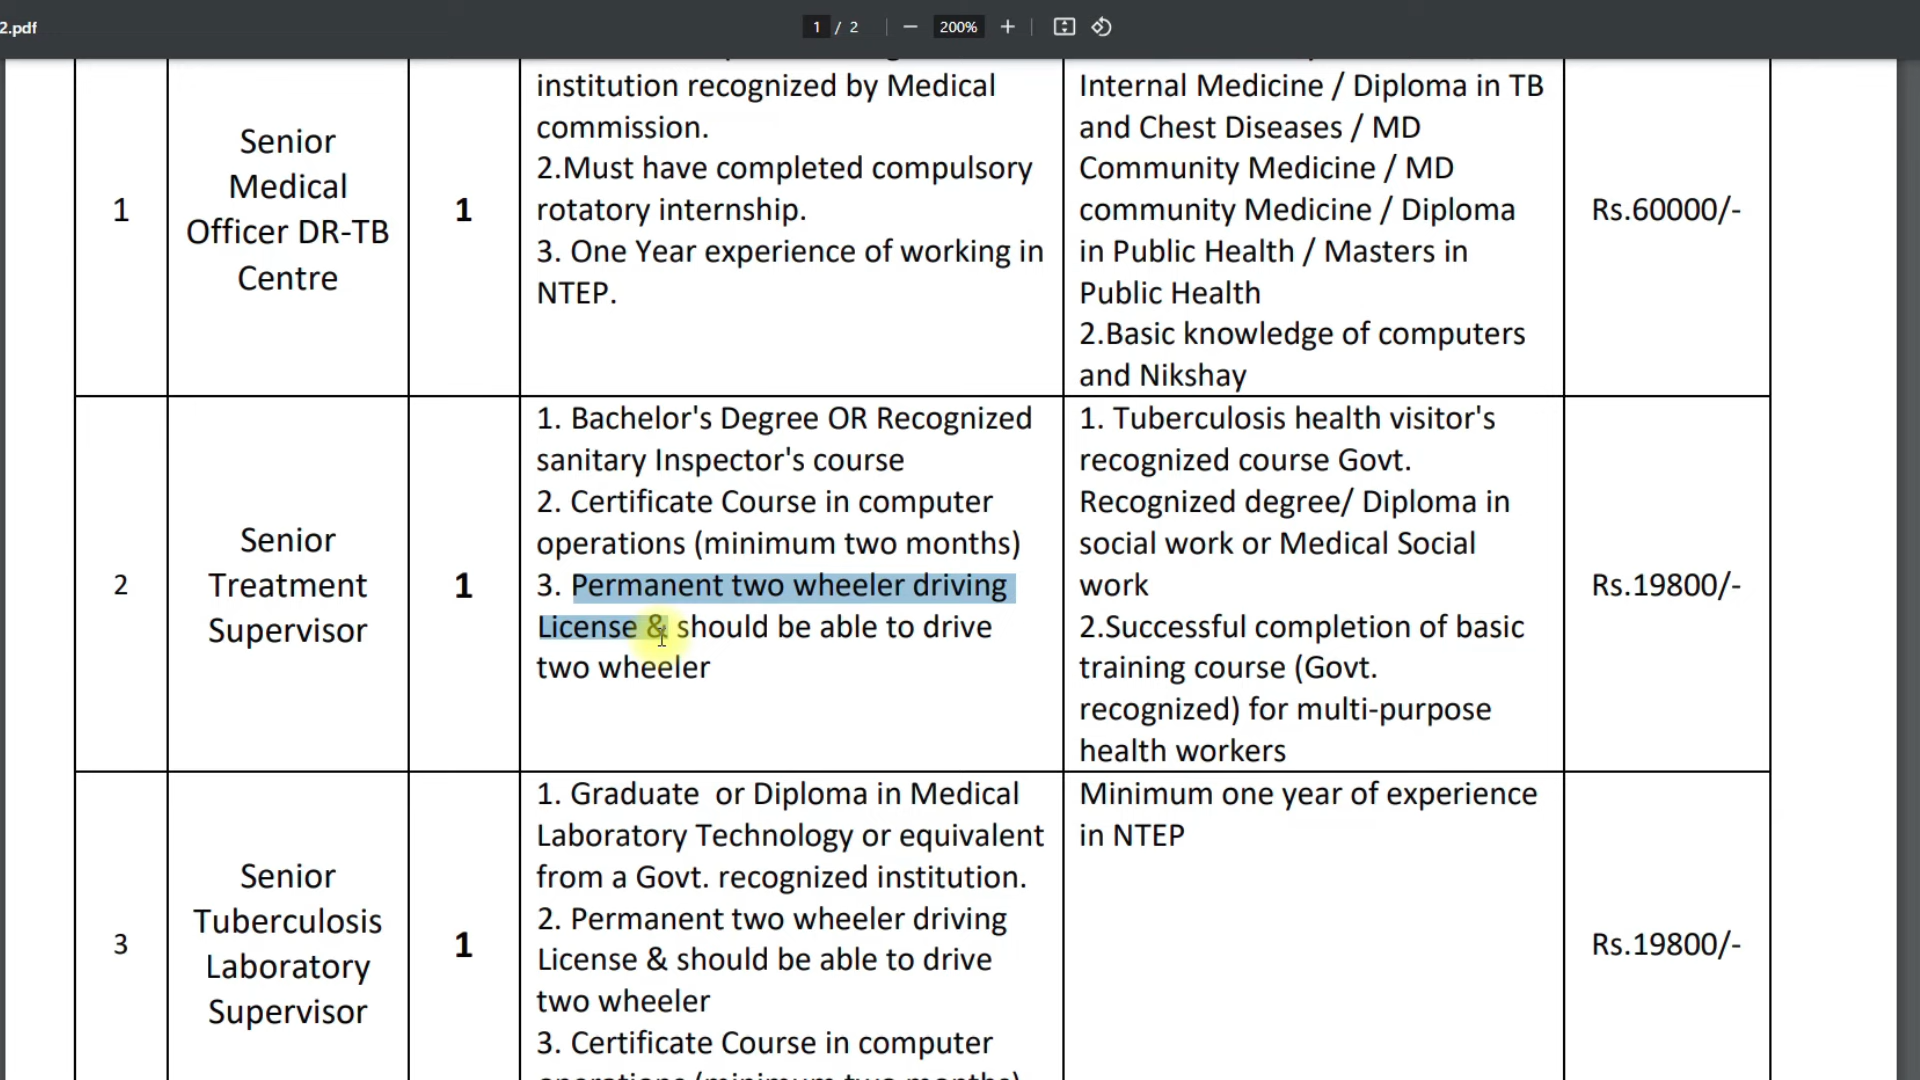 2.pdf
1 / 2
200%
institution recognized by Medical
commission.
2.Must have completed compulsory
rotatory internship.
3. One Year experience of working in
NTEP.
Internal Medicine / Diploma in TB
and Chest Diseases / MD
Community Medicine / MD
community Medicine / Diploma
in Public Health / Masters in
Public Health
2.Basic knowledge of computers
and Nikshay
1
Senior
Medical
Officer DR-TB
Centre
1
Rs.60000/-
2
Senior
Treatment
Supervisor
1
1. Bachelor's Degree OR Recognized
sanitary Inspector's course
2. Certificate Course in computer
operations (minimum two months)
3. Permanent two wheeler driving
License & should be able to drive
two wheeler
1. Tuberculosis health visitor's
recognized course Govt.
Recognized degree/ Diploma in
social work or Medical Social
work
2.Successful completion of basic
training course (Govt.
recognized) for multi-purpose
health workers
Rs.19800/-
3
Senior
Tuberculosis
Laboratory
Supervisor
1
1. Graduate  or Diploma in Medical
Laboratory Technology or equivalent
from a Govt. recognized institution.
2. Permanent two wheeler driving
License & should be able to drive
two wheeler
3. Certificate Course in computer
operations (minimum two months)
Minimum one year of experience
in NTEP
Rs.19800/-